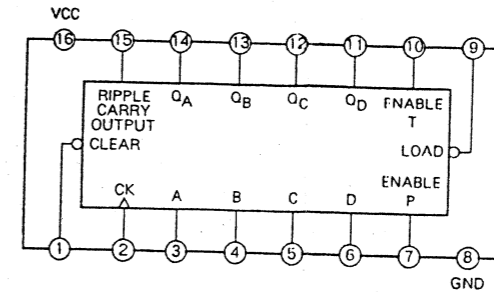 VCC
16 15 14 13 12 11 10 9
RIPPLE CARRY OUTPUT
QA QB QC QD
ENABLE T
CLEAR
LOAD
CK A B C D
ENABLE P
1 2 3 4 5 6 7 8
GND